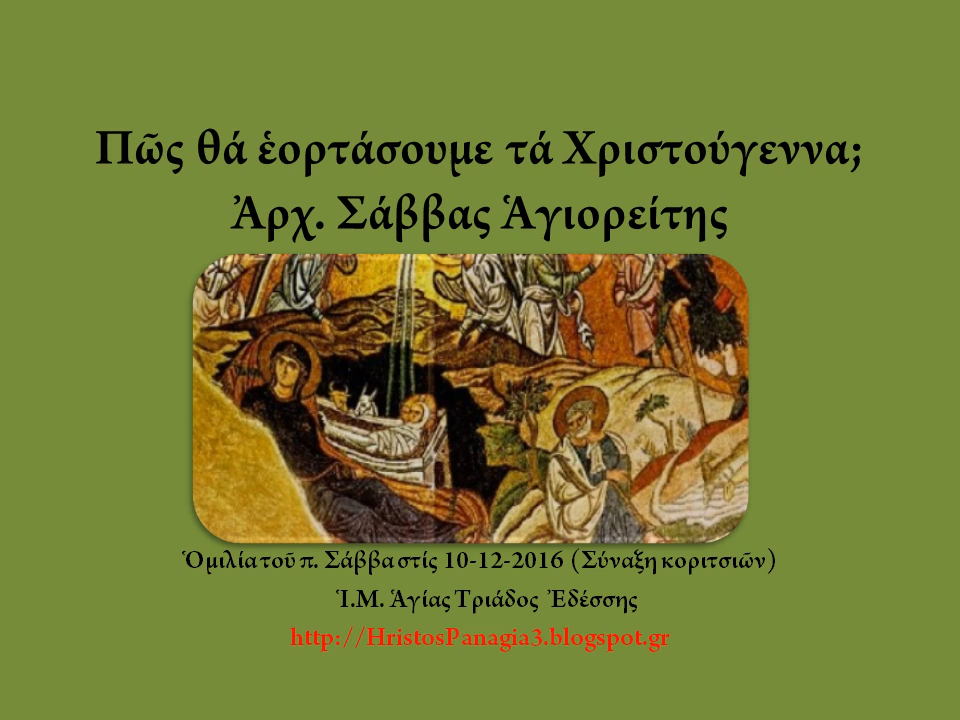 Πῶς θά ἑορτάσουμε τά Χριστούγεννα;
Ἀρχ. Σάββας Ἁγιορείτης
Ὁμιλία τοῦ π. Σάββα στίς 10-12-2016 (Σύναξη κοριτσιῶν)
Ἱ.Μ. Ἁγίας Τριάδος Ἐδέσσης
http://HristosPanagia3.blogspot.gr